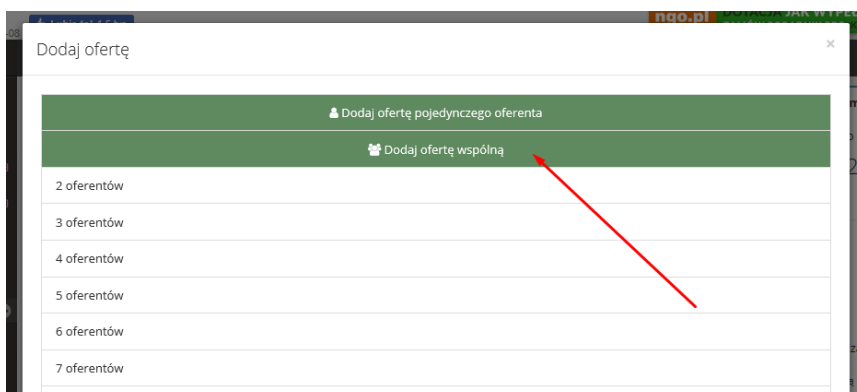 ngo.pl
Dodaj ofertę
×
Dodaj ofertę pojedynczego oferenta
Dodaj ofertę wspólną
2 oferentów
3 oferentów
4 oferentów
5 oferentów
6 oferentów
7 oferentów